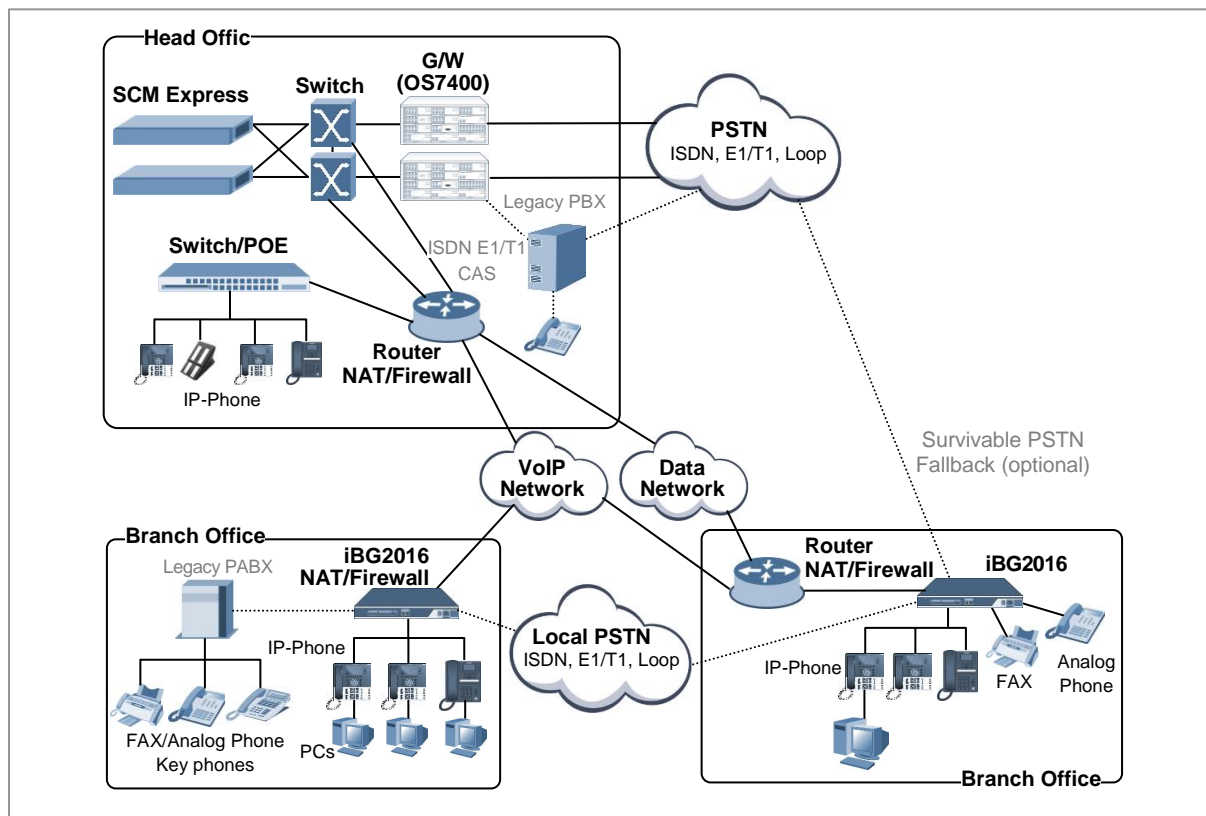 Head Offic
G/W
(OS7400)
SCM Express
Switch
PSTN
ISDN, E1/T1, Loop
Legacy PBX
Switch/POE
ISDN E1/T1
CAS
Router
NAT/Firewall
IP-Phone
Survivable PSTN
Fallback (optional)
VoIP
Network
Data
Network
Branch Office
Legacy PABX
iBG2016
NAT/Firewall
IP-Phone
PCs
FAX/Analog Phone
Key phones
Local PSTN
ISDN, E1/T1, Loop
Router
NAT/Firewall
iBG2016
IP-Phone
FAX
Analog
Phone
Branch Office